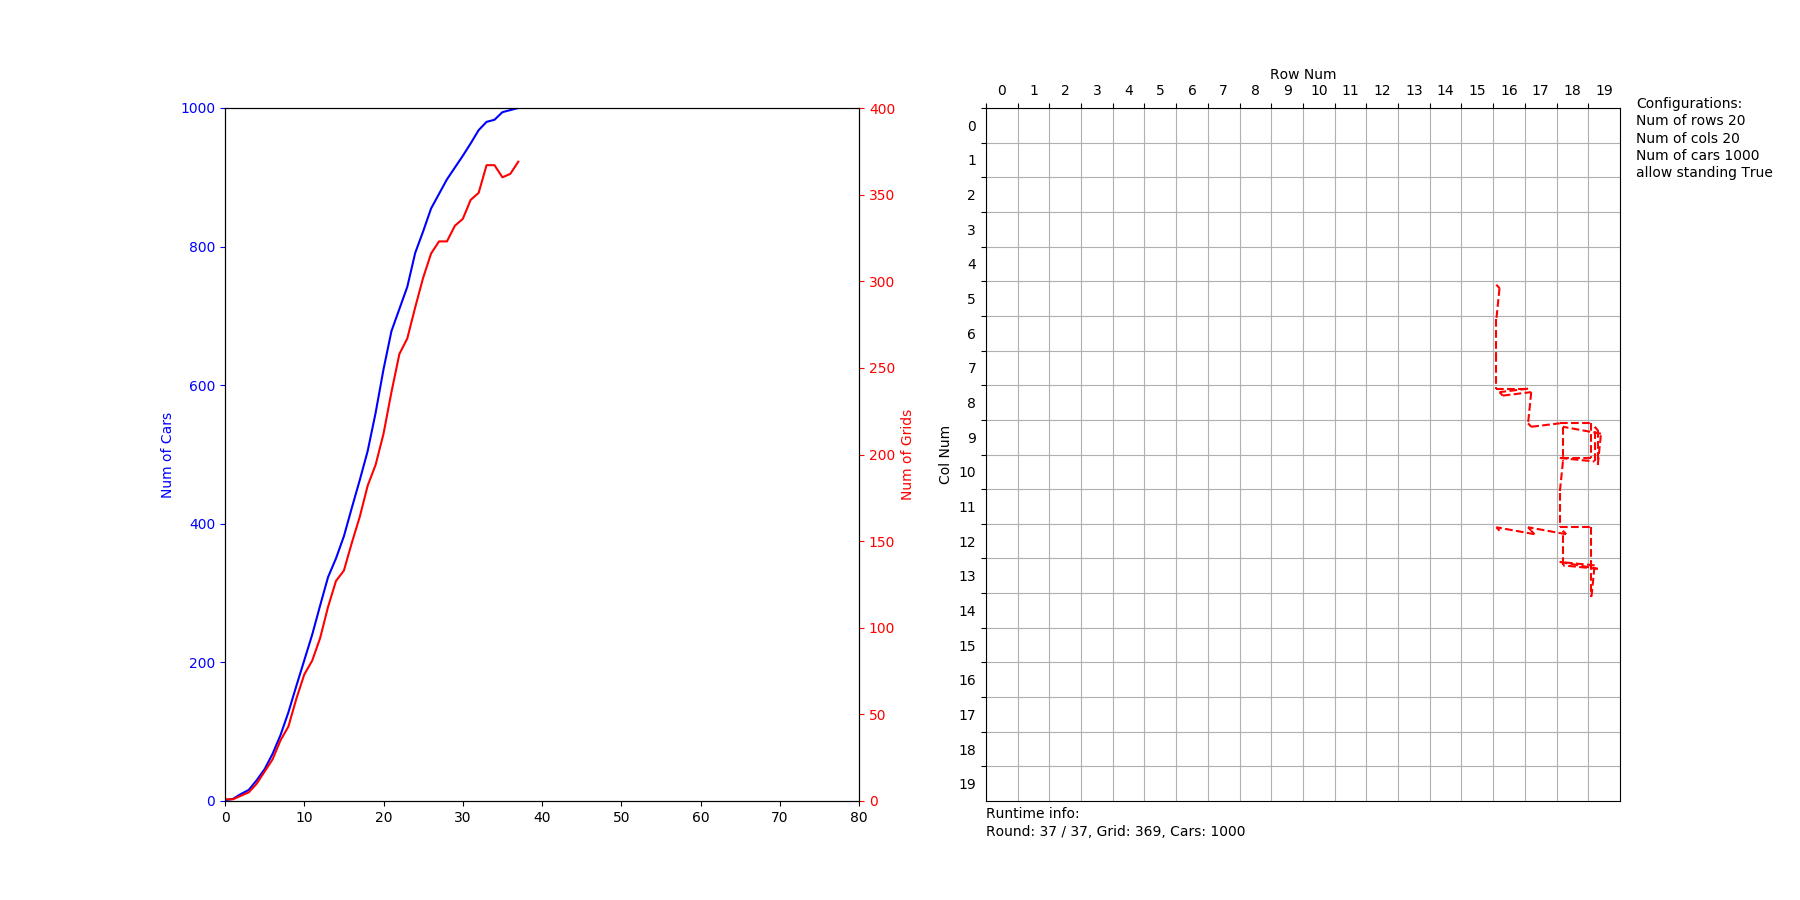 1000
800
600
400
200
0
Num of Cars
0 10 20 30 40 50 60 70 80
400
350
300
250
200
150
100
50
0
Num of Grids
Row Num
0 1 2 3 4 5 6 7 8 9 10 11 12 13 14 15 16 17 18 19
Col Num
0
1
2
3
4
5
6
7
8
9
10
11
12
13
14
15
16
17
18
19
Configurations:
Num of rows 20
Num of cols 20
Num of cars 1000
allow standing True
Runtime info:
Round: 37 / 37, Grid: 369, Cars: 1000